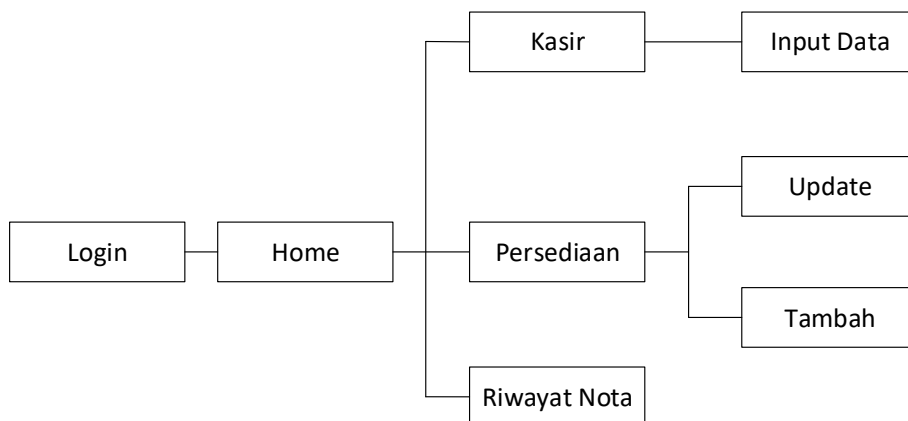 Kasir
Input Data
Update
Login
Home
Persediaan
Tambah
Riwayat Nota